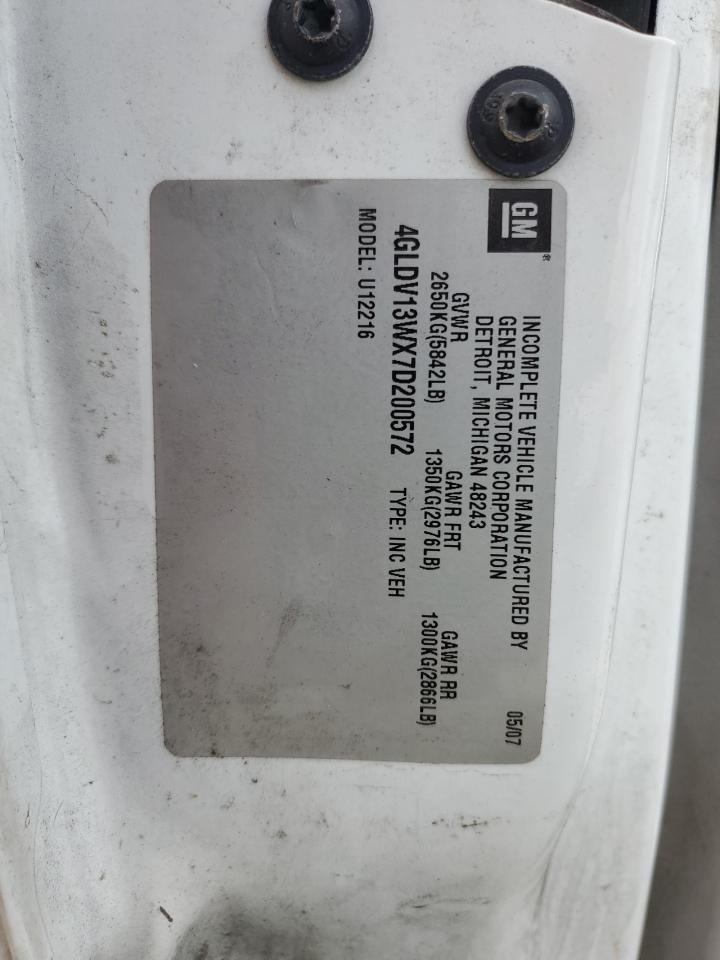 GM
INCOMPLETE VEHICLE MANUFACTURED BY
GENERAL MOTORS CORPORATION
DETROIT, MICHIGAN 48243
05/07
GVWR GAWR FRT GAWR RR
2650KG(5842LB) 1350KG(2976LB) 1300KG(2866LB)
4GLDV13WX7D200572 TYPE: INC VEH
MODEL: U12216